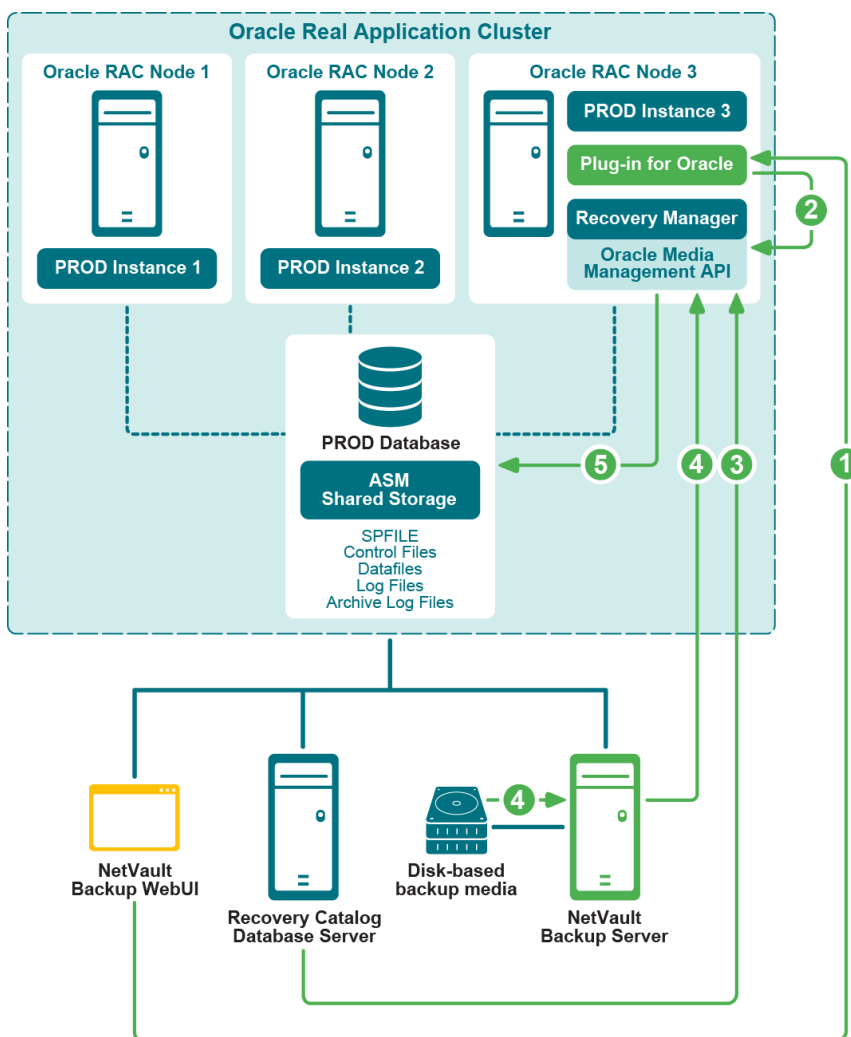 Oracle Real Application Cluster
Oracle RAC Node 1
Oracle RAC Node 2
Oracle RAC Node 3
PROD Instance 3
Plug-in for Oracle
2
Recovery Manager
Oracle Media
Management API
PROD Instance 1
PROD Instance 2
PROD Database
ASM
Shared Storage
5
4
3
1
SPFILE
Control Files
Datafiles
Log Files
Archive Log Files
4
NetVault
Backup WebUI
Recovery Catalog
Database Server
Disk-based
backup media
NetVault
Backup Server